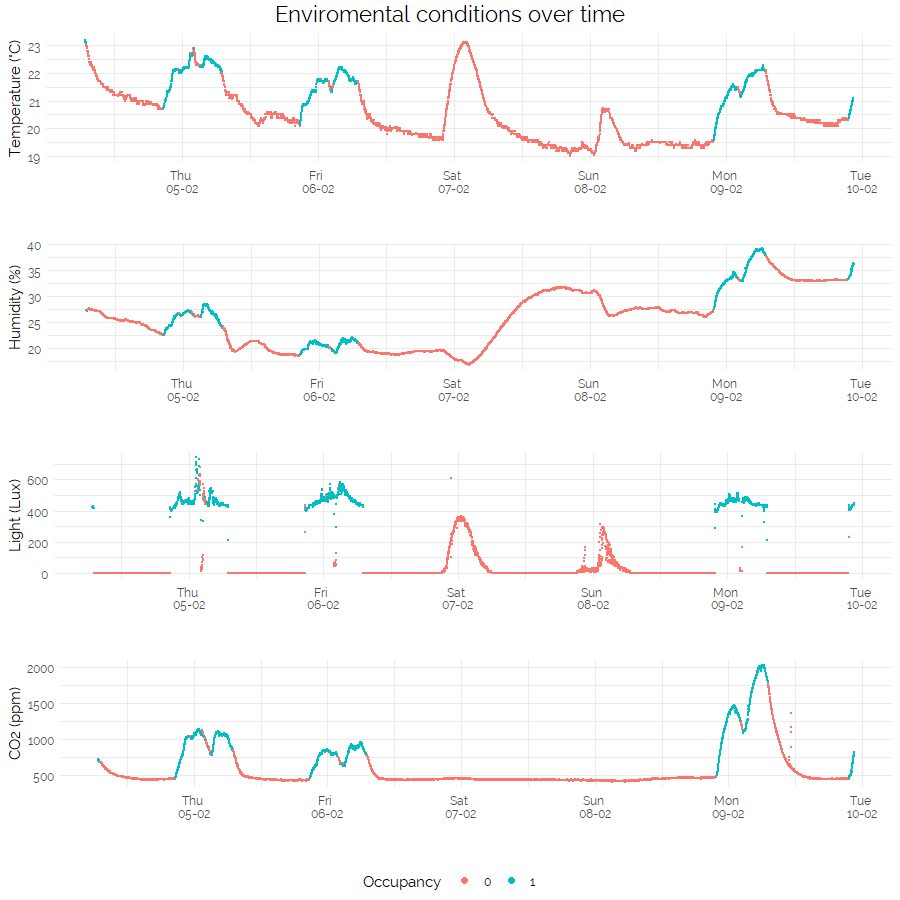 Enviromental conditions over time
Temperature (°C)
23
22
21
20
19
Thu Fri Sat Sun Mon Tue
05-02 06-02 07-02 08-02 09-02 10-02
Humidity (%)
40
35
30
25
20
Thu Fri Sat Sun Mon Tue
05-02 06-02 07-02 08-02 09-02 10-02
Light (Lux)
600
400
200
0
Thu Fri Sat Sun Mon Tue
05-02 06-02 07-02 08-02 09-02 10-02
CO2 (ppm)
2000
1500
1000
500
Thu Fri Sat Sun Mon Tue
05-02 06-02 07-02 08-02 09-02 10-02
Occupancy 0 1